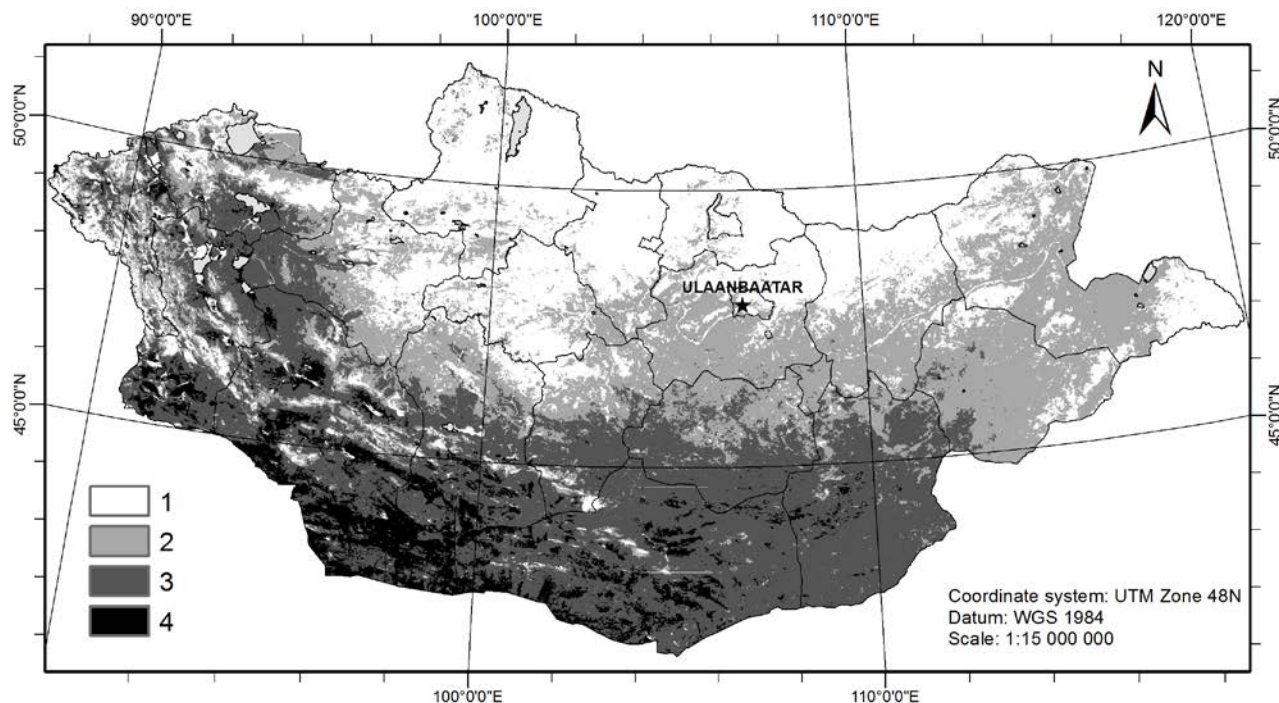 90°0'0"E 100°0'0"E 110°0'0"E 120°0'0"E
N
50°0'0"N 50°0'0"N
ULAANBAATAR
45°0'0"N 45°0'0"N
1
2
3
4
Coordinate system: UTM Zone 48N
Datum: WGS 1984
Scale: 1:15 000 000
100°0'0"E 110°0'0"E